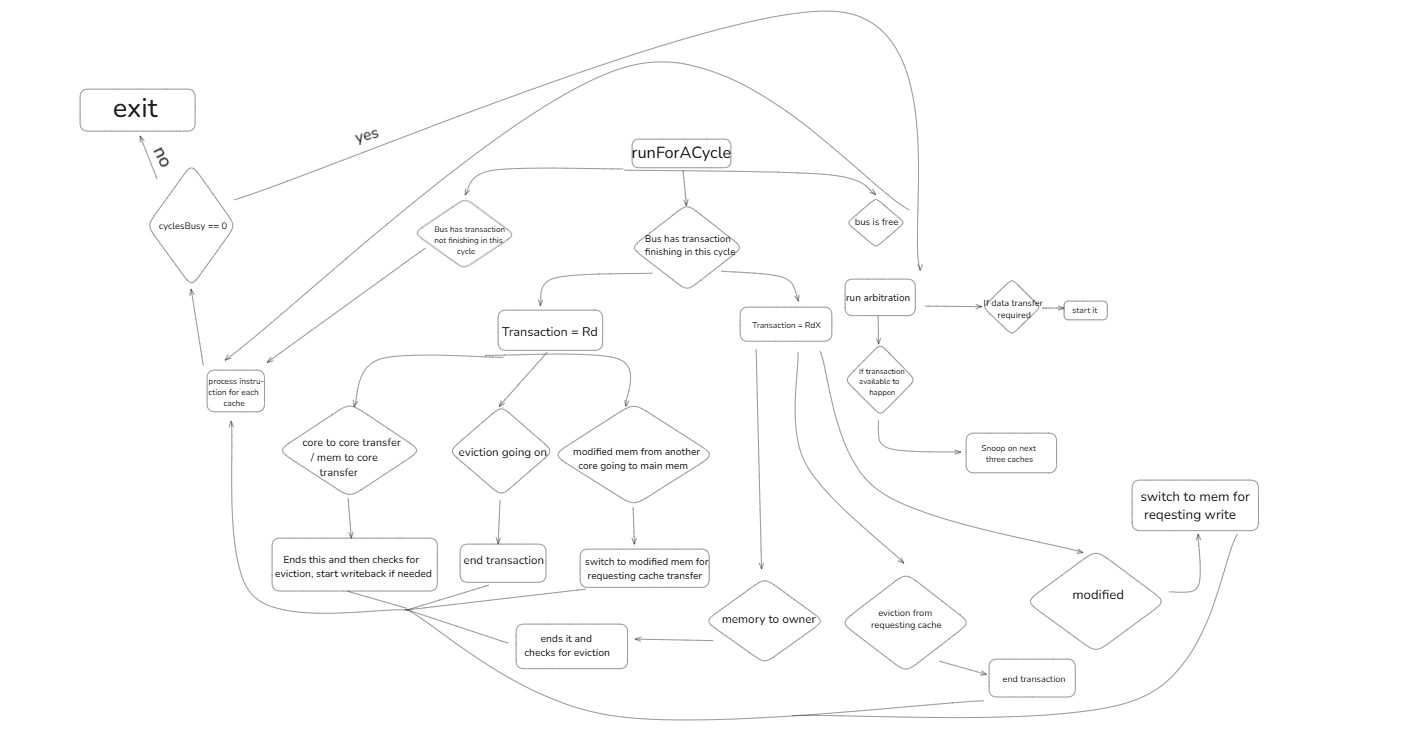 exit
yes
no
runForACycle
cyclesBusy == 0
Bus has transaction
not finishing in this
cycle
Bus has transaction
finishing in this cycle
bus is free
run arbitration
If data transfer
required
start it
Transaction = Rd
Transaction = RdX
If transaction
available to
happen
process instru-
ction for each
cache
core to core transfer
/ mem to core
transfer
eviction going on
modified mem from another
core going to main mem
Snoop on next
three caches
switch to mem for
reqesting write
Ends this and then checks for
eviction, start writeback if needed
end transaction
switch to modified mem for
requesting cache transfer
modified
memory to owner
eviction from
requesting cache
ends it and
checks for eviction
end transaction